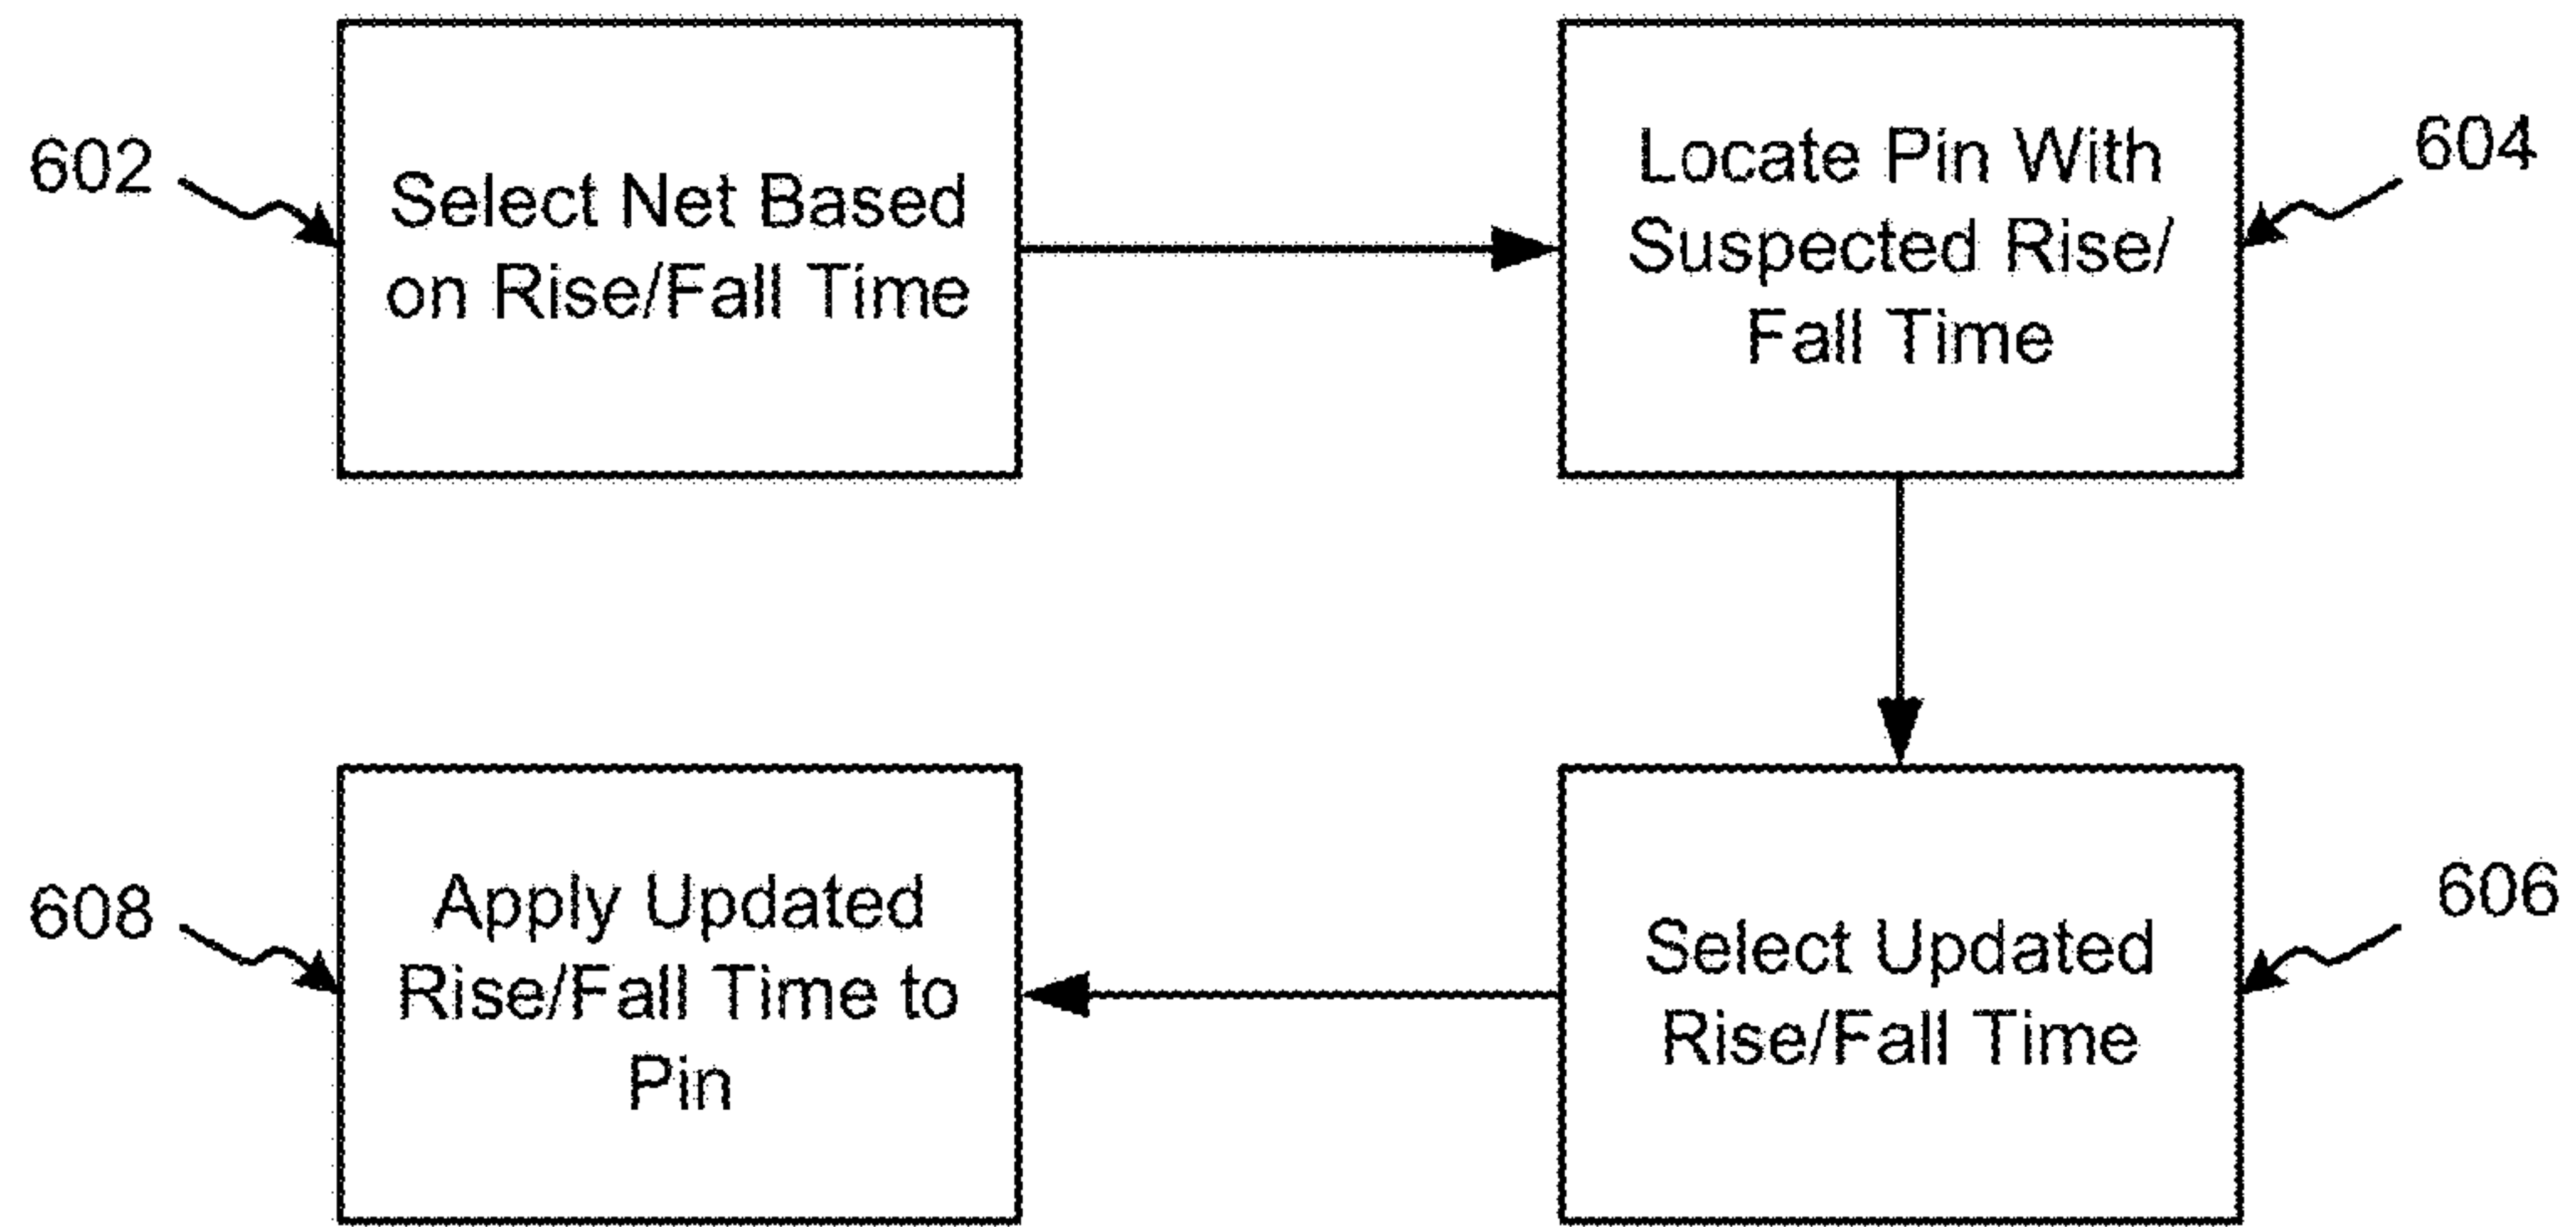 602
Select Net Based
on Rise/Fall Time
Locate Pin With
Suspected Rise/
Fall Time
604
608
Apply Updated
Rise/Fall Time to
Pin
Select Updated
Rise/Fall Time
606